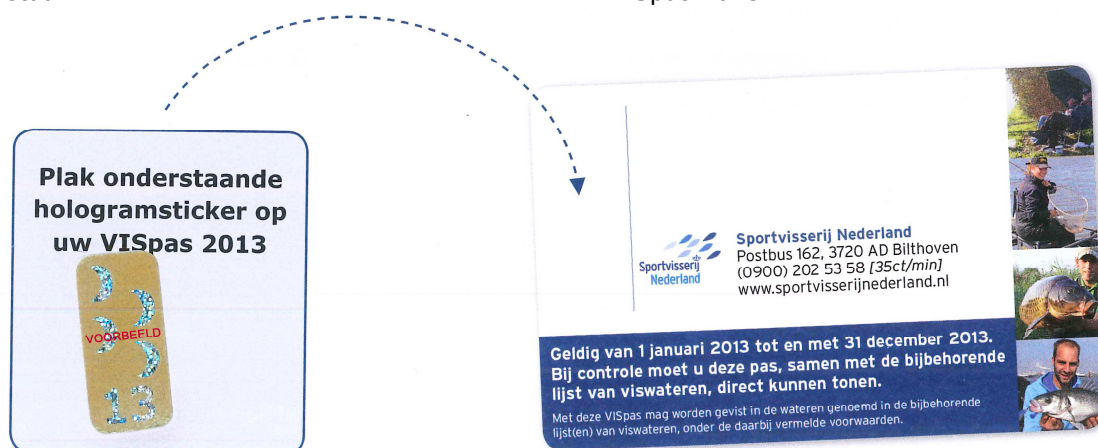 Plak onderstaande
hologramsticker op
uw VISpas 2013
VOORBEELD
13
Sportvisserij
Nederland
Sportvisserij Nederland
Postbus 162, 3720 AD Bilthoven
(0900) 202 53 58 [35ct/min]
www.sportvisserijnederland.nl
Geldig van 1 januari 2013 tot en met 31 december 2013.
Bij controle moet u deze pas, samen met de bijbehorende
lijst van viswateren, direct kunnen tonen.
Met deze VISpas mag worden gevist in de wateren genoemd in de bijbehorende
lijst(en) van viswateren, onder de daarbij vermelde voorwaarden.